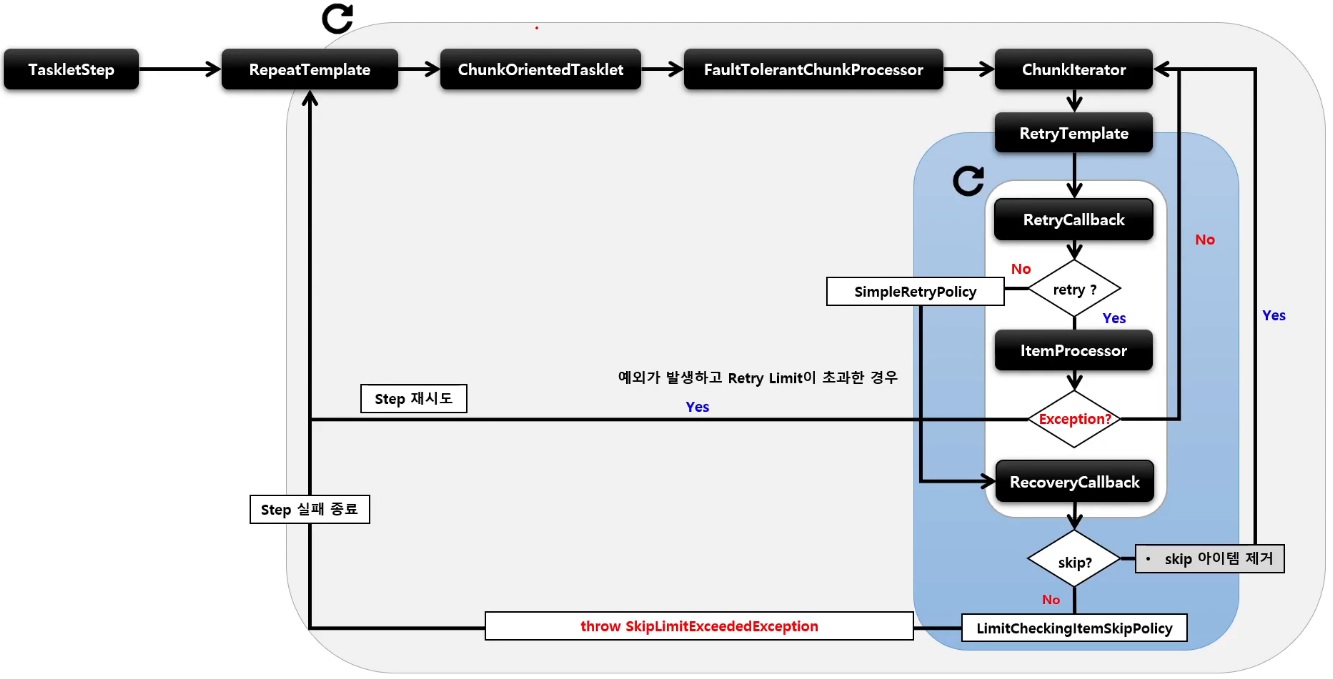 TaskletStep
RepeatTemplate
ChunkOrientedTasklet
FaultTolerantChunkProcessor
ChunkIterator
RetryTemplate
RetryCallback
No
No
SimpleRetryPolicy
retry ?
Yes
Yes
ItemProcessor
예외가 발생하고 Retry Limit이 초과한 경우
Step 재시도
Yes
Exception?
RecoveryCallback
Step 실패 종료
skip?
• skip 아이템 제거
No
throw SkipLimitExceededException
LimitCheckingItemSkipPolicy